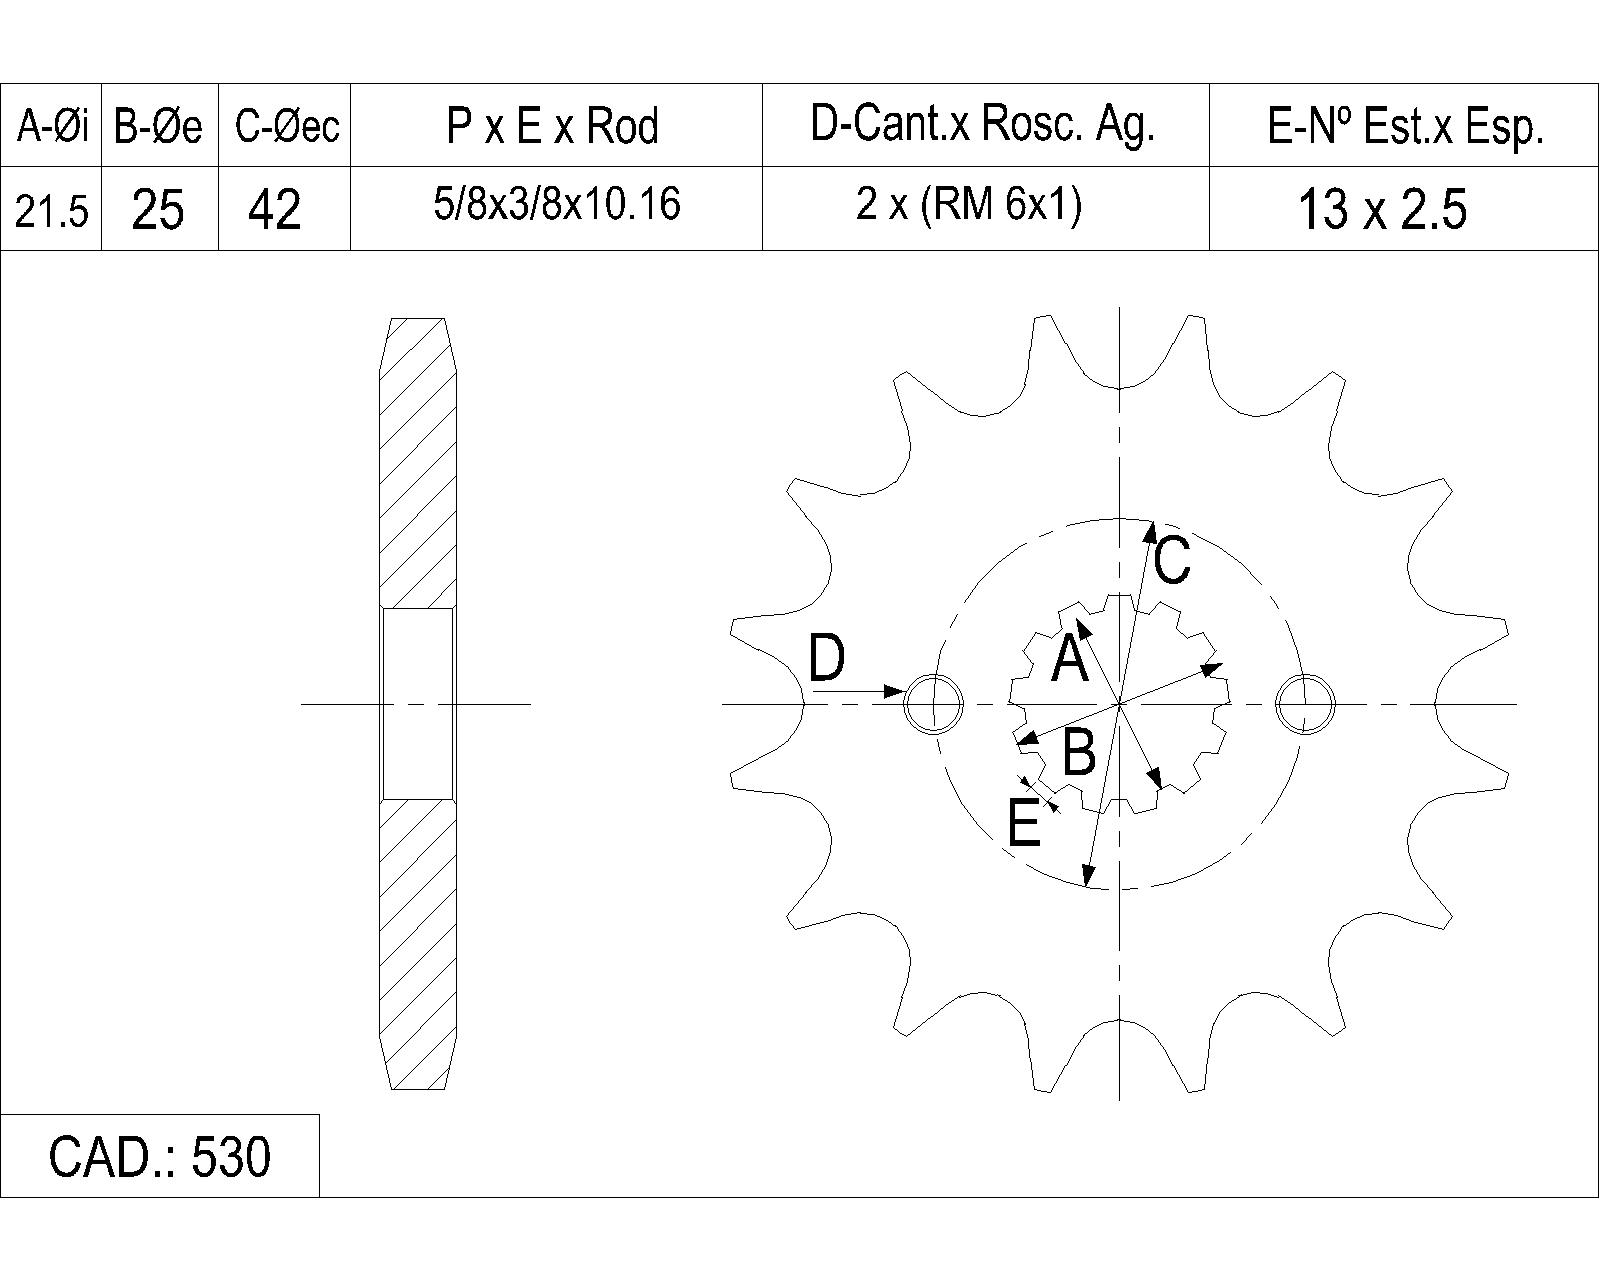 A-Øi B-Øe C-Øec P x E x Rod D-Cant.x Rosc. Ag. E-Nº Est.x Esp.
21.5 25 42 5/8x3/8x10.16 2 x (RM 6x1) 13 x 2.5
C
A
D
B
E
CAD.: 530